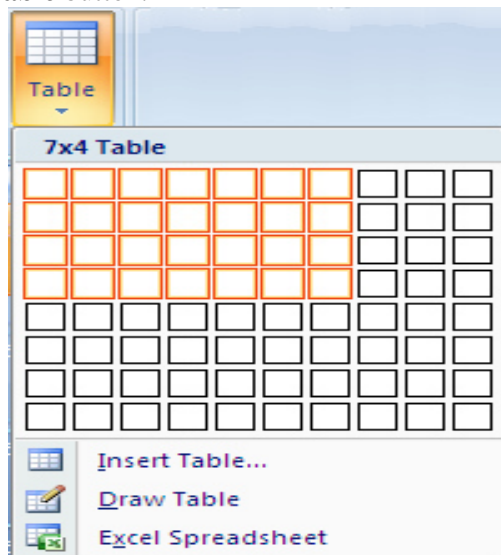 Table
7x4 Table
Insert Table...
Draw Table
Excel Spreadsheet